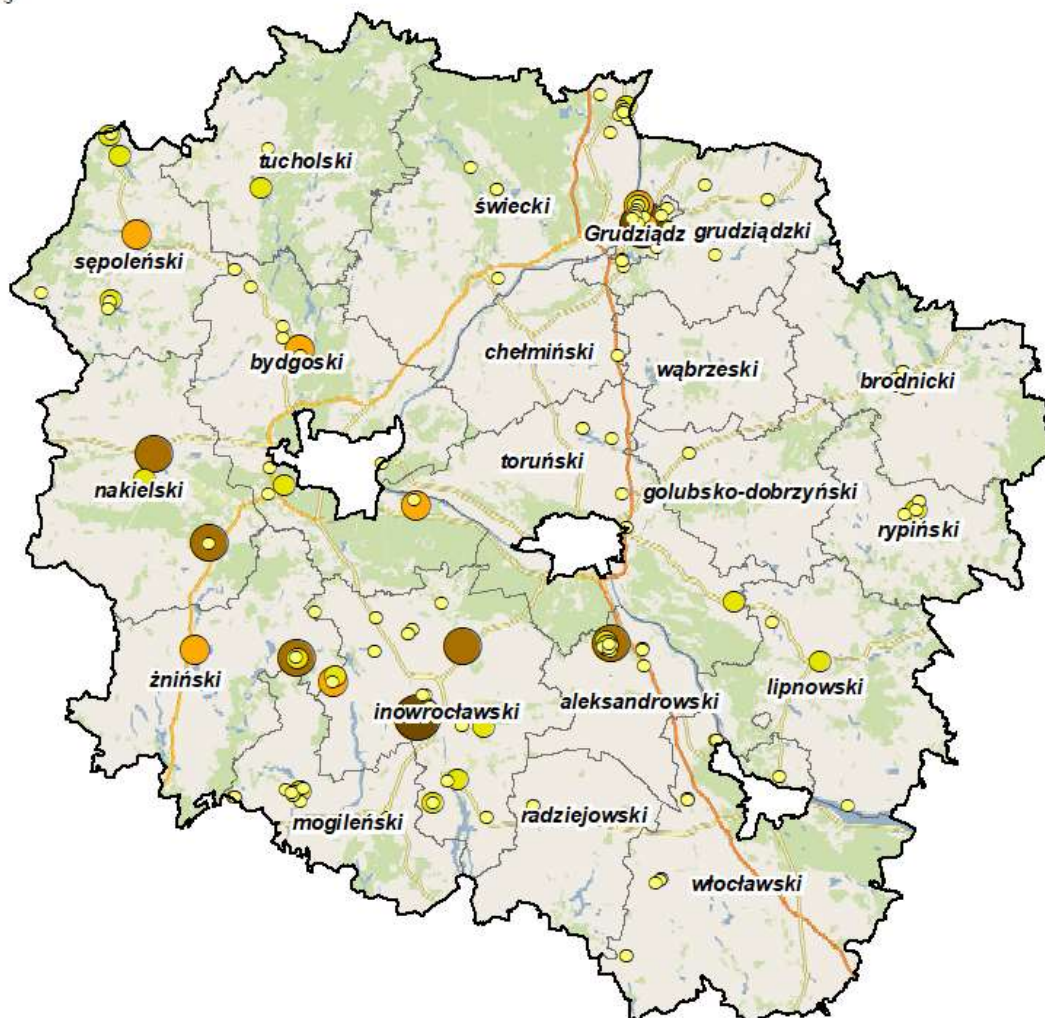 tucholski
świecki
Grudziądz grudziądzki
sępoleński
bydgoski
chełmiński
wąbrzeski
brodnicki
toruński
nakielski
golubsko-dobrzyński
rypiński
żniński
aleksandrowski
lipnowski
inowrocławski
mogileński
radziejowski
włocławski